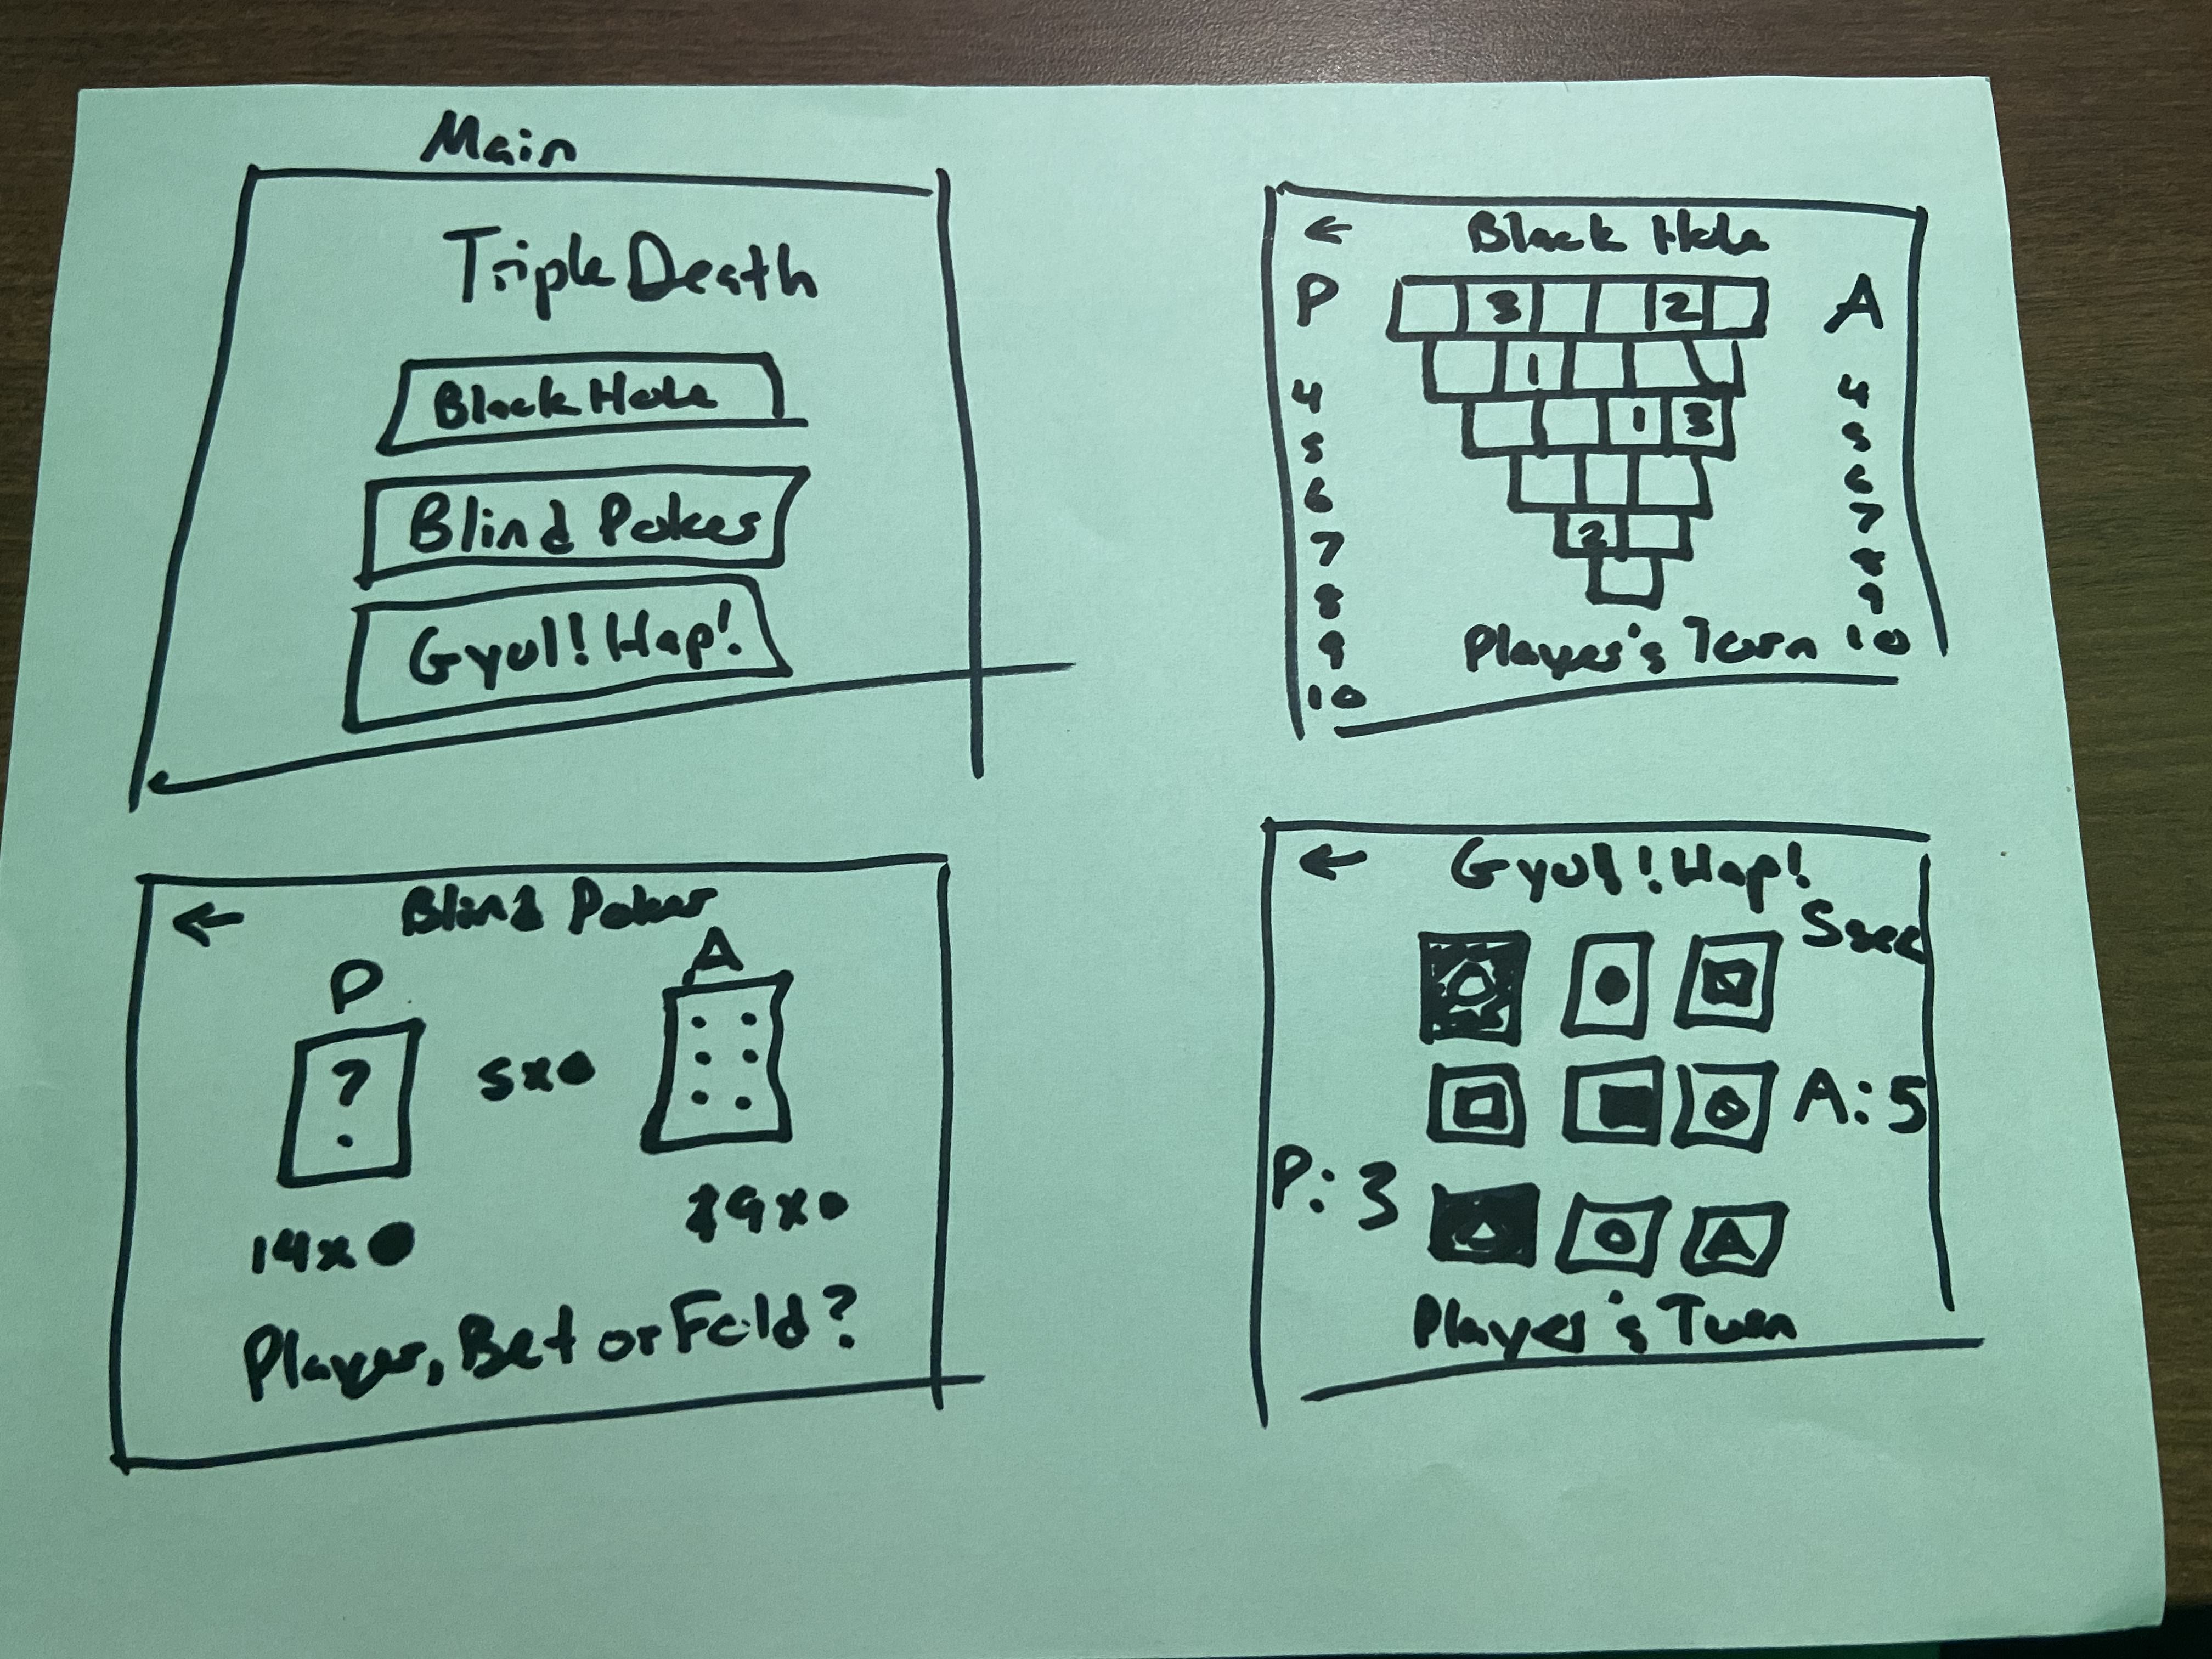 Main
Triple Death
Black Hole
Blind Poker
Gyul! Hap!
← Black Hole
P A
3 2
1
1 3
2
4
5
6
7
8
9
10
4
5
6
7
8
9
10
Player's Turn
← Blind Poker
P A
?
5x●
14x●
9x●
Player, Bet or Fold?
← Gyul! Hap!
5sec
A: 5
P: 3
Player's Turn